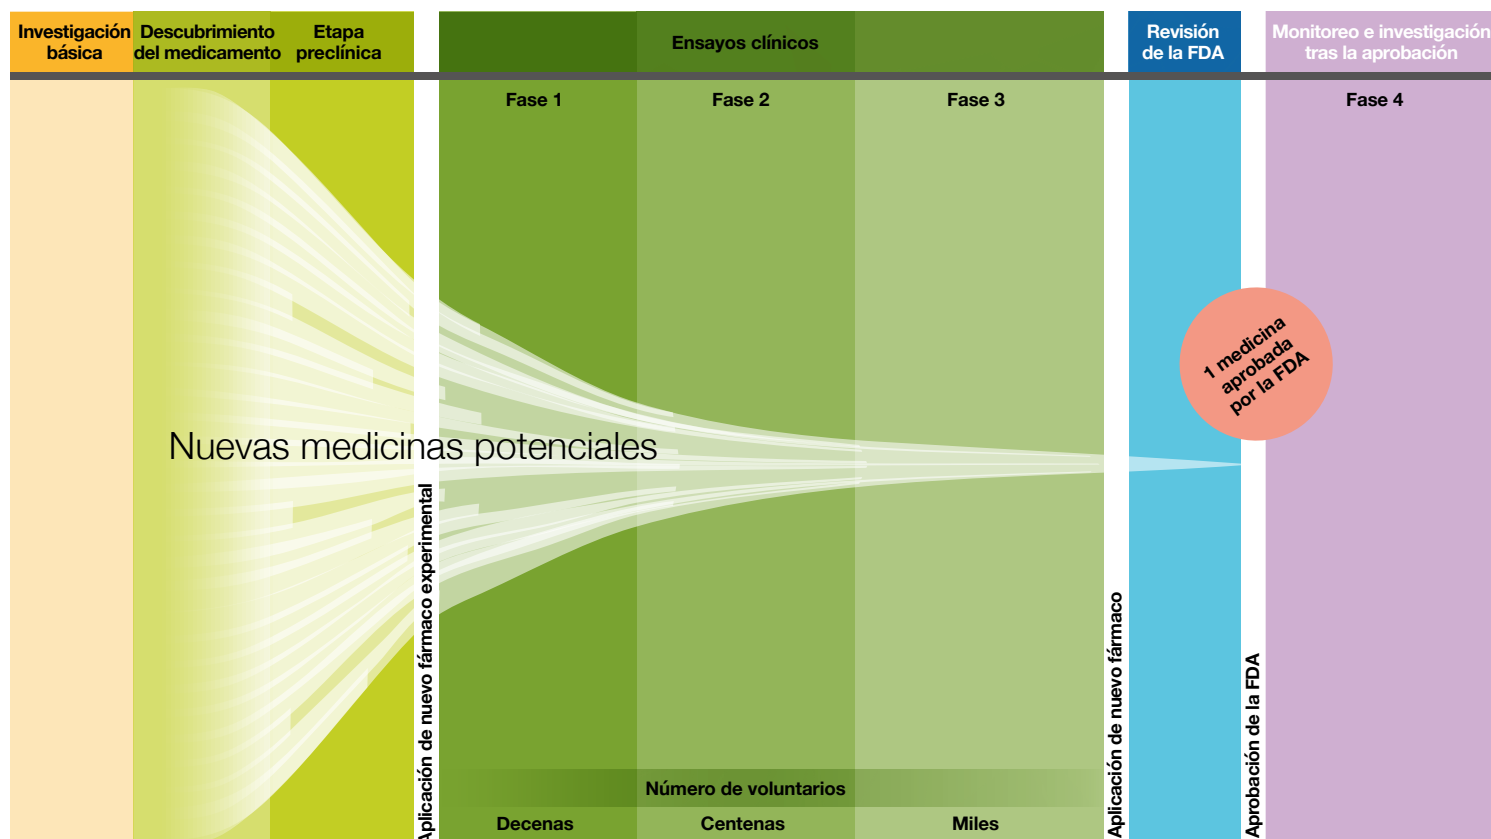 Investigación
básica
Descubrimiento
del medicamento
Etapa
preclínica
Ensayos clínicos
Revisión
de la FDA
Monitoreo e investigación
tras la aprobación
Fase 1
Fase 2
Fase 3
Fase 4
1 medicina
aprobada
por la FDA
Nuevas medicinas potenciales
Aplicación de nuevo fármaco experimental
Aplicación de nuevo fármaco
Aprobación de la FDA
Número de voluntarios
Decenas
Centenas
Miles